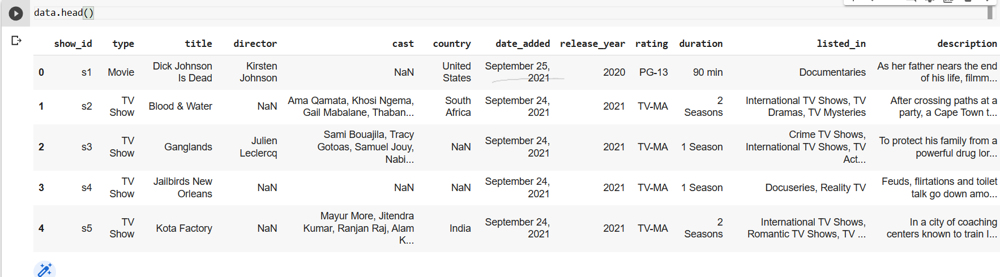 data.head()
show_id type title director cast country date_added release_year rating duration listed_in description
0 s1 Movie Dick Johnson Is Dead Kirsten Johnson NaN United States September 25, 2021 2020 PG-13 90 min Documentaries As her father nears the end of his life, filmm...
1 s2 TV Show Blood & Water NaN Ama Qamata, Khosi Ngema, Gail Mabalane, Thaban... South Africa September 24, 2021 2021 TV-MA 2 Seasons International TV Shows, TV Dramas, TV Mysteries After crossing paths at a party, a Cape Town t...
2 s3 TV Show Ganglands Julien Leclercq Sami Bouajila, Tracy Gotoas, Samuel Jouy, Nabi... NaN September 24, 2021 2021 TV-MA 1 Season Crime TV Shows, International TV Shows, TV Act... To protect his family from a powerful drug lor...
3 s4 TV Show Jailbirds New Orleans NaN NaN NaN September 24, 2021 2021 TV-MA 1 Season Docuseries, Reality TV Feuds, flirtations and toilet talk go down amo...
4 s5 TV Show Kota Factory NaN Mayur More, Jitendra Kumar, Ranjan Raj, Alam K... India September 24, 2021 2021 TV-MA 2 Seasons International TV Shows, Romantic TV Shows, TV ... In a city of coaching centers known to train I...